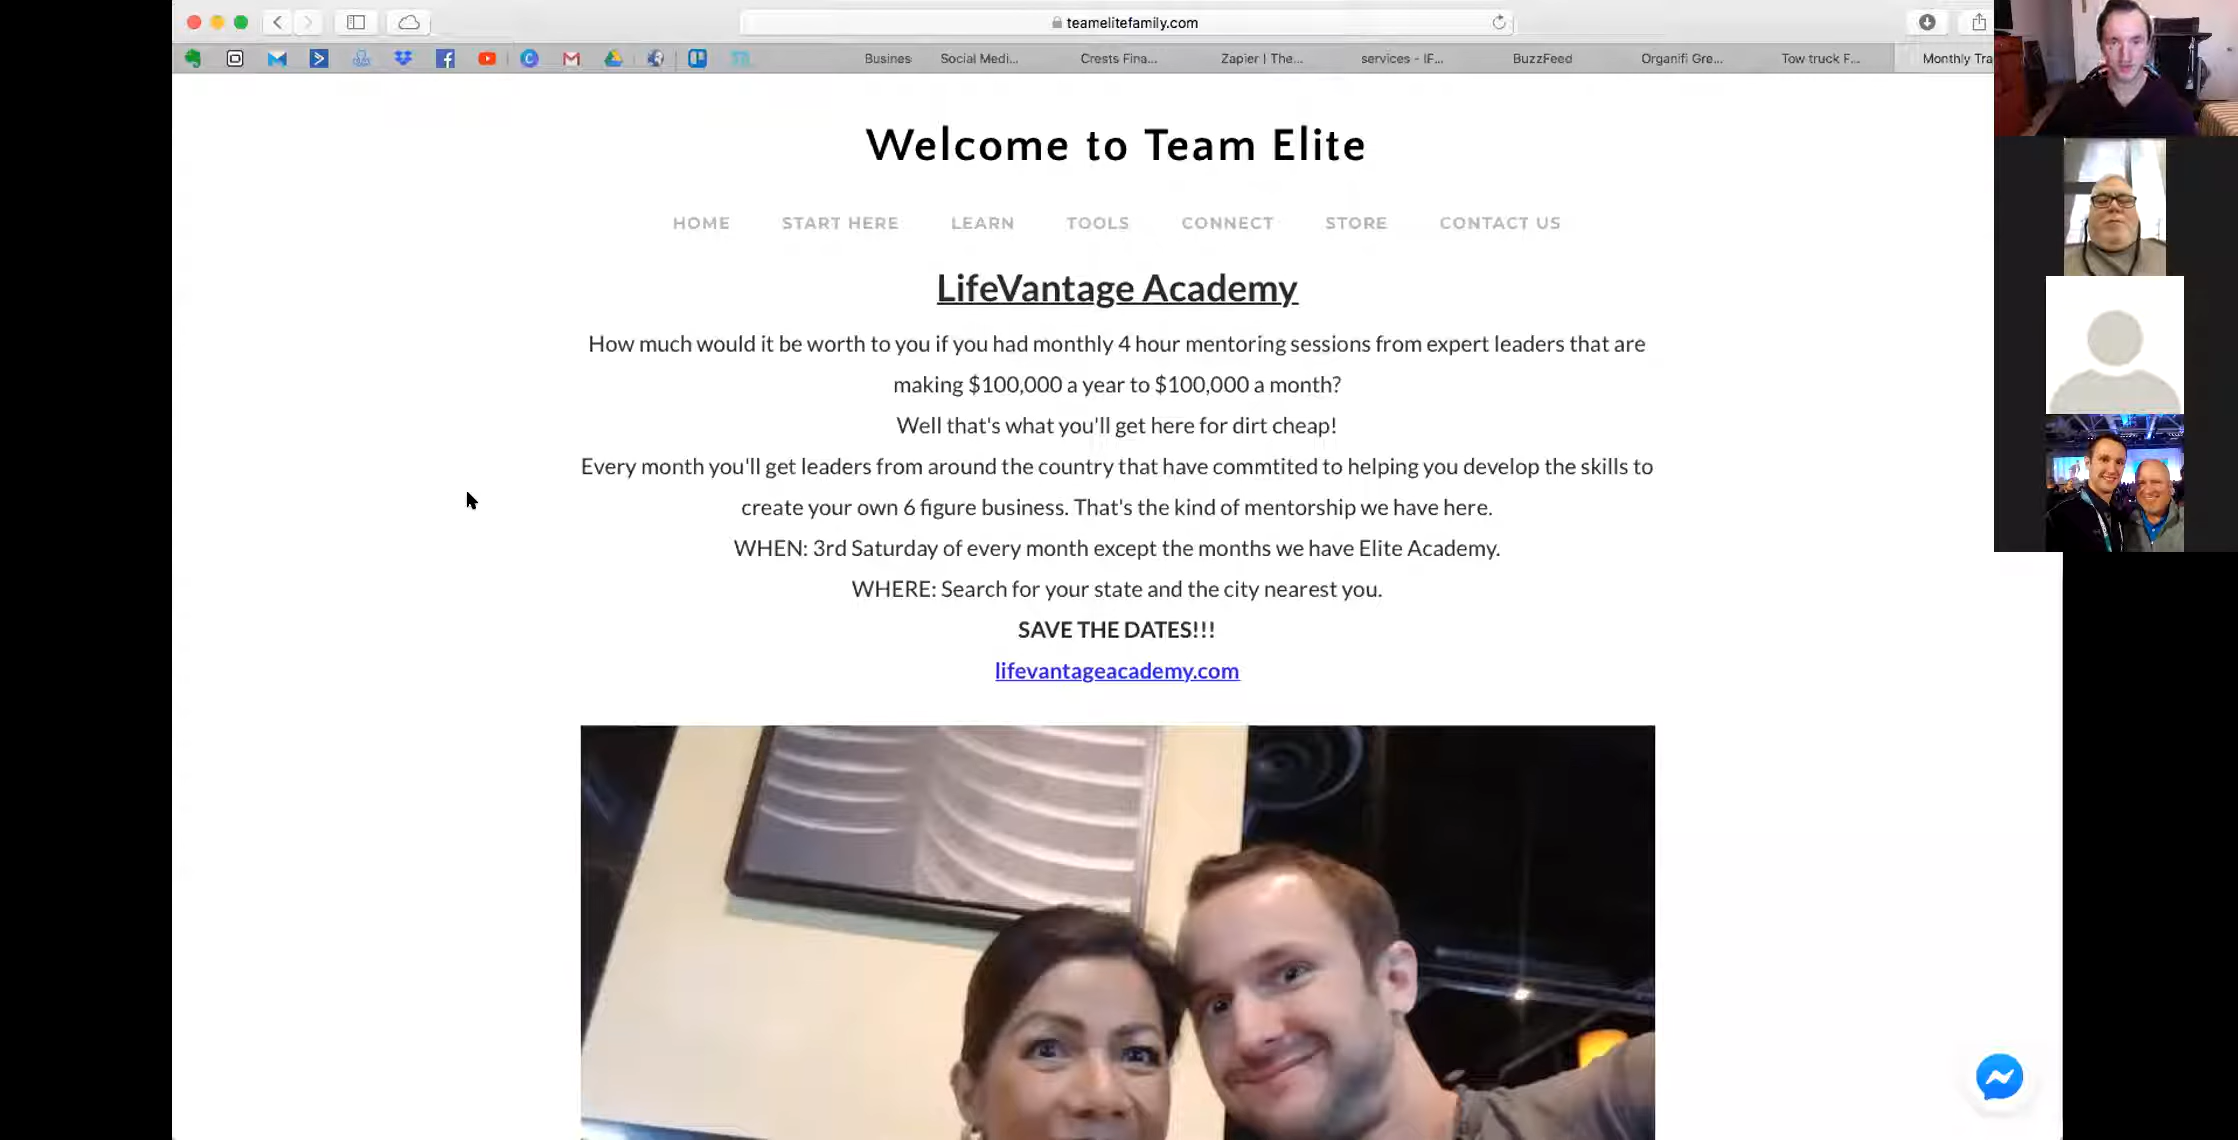 teamelitefamily.com
Busines
Social Medi...
Crests Fina...
Zapier | The...
services - IF...
BuzzFeed
Organifi Gre...
Tow truck F...
Monthly Tra
Welcome to Team Elite
HOME
START HERE
LEARN
TOOLS
CONNECT
STORE
CONTACT US
LifeVantage Academy
How much would it be worth to you if you had monthly 4 hour mentoring sessions from expert leaders that are
making $100,000 a year to $100,000 a month?
Well that's what you'll get here for dirt cheap!
Every month you'll get leaders from around the country that have commtited to helping you develop the skills to
create your own 6 figure business. That's the kind of mentorship we have here.
WHEN: 3rd Saturday of every month except the months we have Elite Academy.
WHERE: Search for your state and the city nearest you.
SAVE THE DATES!!!
lifevantageacademy.com